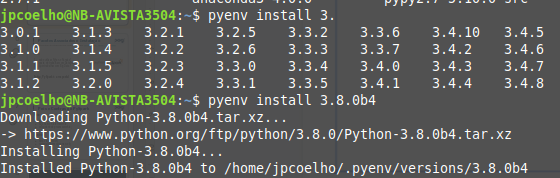 anaconda3-4.0.0
jpcoelho@NB-AVISTA3504:~$ pyenv install 3.
3.0.1 3.1.3 3.2.1 3.2.5 3.3.2 3.3.6 3.4.10 3.4.5
3.1.0 3.1.4 3.2.2 3.2.6 3.3.3 3.3.7 3.4.2 3.4.6
3.1.1 3.1.5 3.2.3 3.3.0 3.3.4 3.4.0 3.4.3 3.4.7
3.1.2 3.2.0 3.2.4 3.3.1 3.3.5 3.4.1 3.4.4 3.4.8
jpcoelho@NB-AVISTA3504:~$ pyenv install 3.8.0b4
Downloading Python-3.8.0b4.tar.xz...
-> https://www.python.org/ftp/python/3.8.0/Python-3.8.0b4.tar.xz
Installing Python-3.8.0b4...
Installed Python-3.8.0b4 to /home/jpcoelho/.pyenv/versions/3.8.0b4